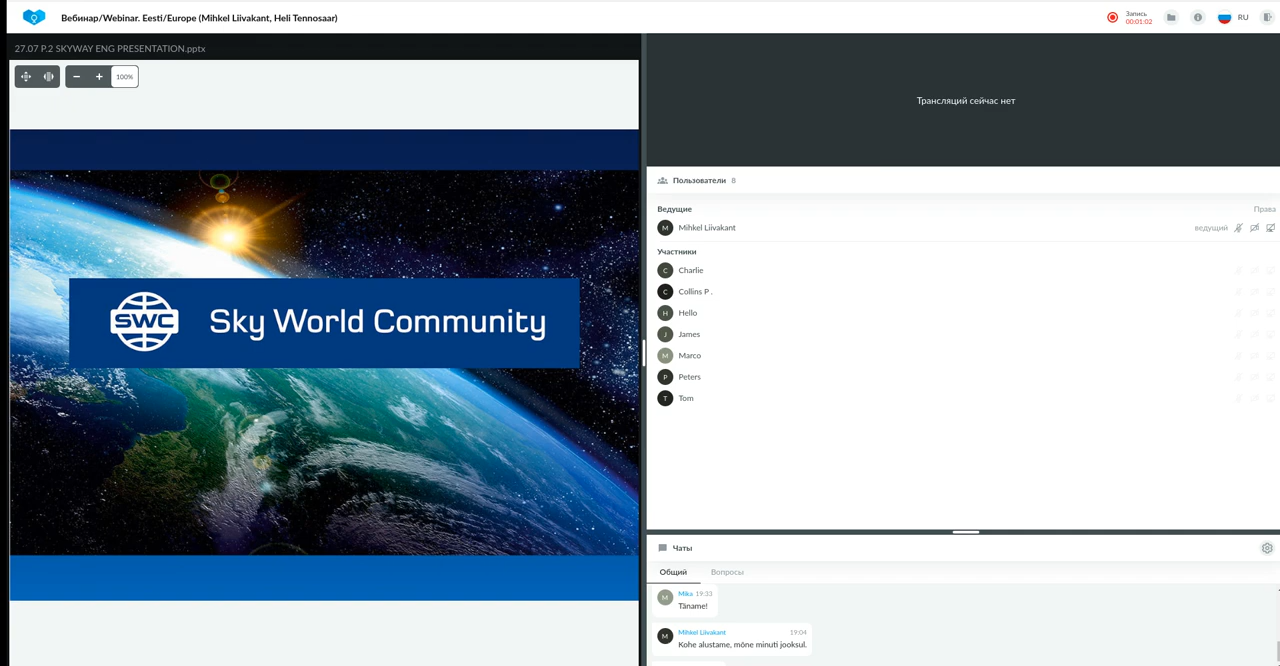 Вебинар/Webinar. Eesti/Europe (Mihkel Liivakant, Heli Tennosaar)
Запись
00:01:02
RU
27.07 P.2 SKYWAY ENG PRESENTATION.pptx
100%
SWC
Sky World Community
Трансляций сейчас нет
Пользователи 8
Ведущие Права
M Mihkel Liivakant ведущий
Участники
C Charlie
C Collins P .
H Hello
J James
M Marco
P Peters
T Tom
Чаты
Общий Вопросы
M Mika 19:33
Täname!
M Mihkel Liivakant 19:04
Kohe alustame, mõne minuti jooksul.